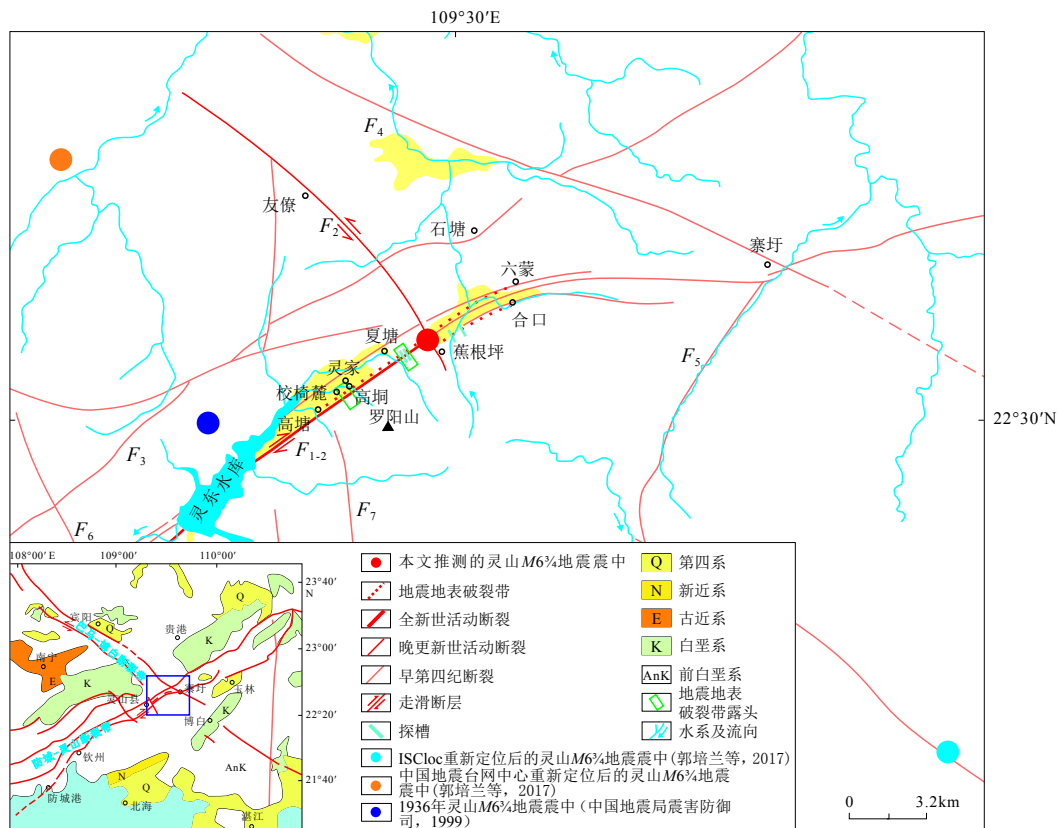 109°30′E
F4
友僚
F2
石塘
寨圩
六蒙
合口
夏塘
蕉根坪
F5
灵家
校椅麓
高垌
罗阳山
高塘
22°30′N
F1-2
F3
灵东水库
F7
F6
108°00′E
109°00′
110°00′
23°40′
N
宾阳
Q
Q
贵港
K
23°00′
南宁
E
K
寨圩
玉林
灵山县
K
22°20′
博白
防城-灵山断裂带
钦州
AnK
N
21°40′
Q
防城港
北海
湛江
本文推测的灵山M6¾地震震中
地震地表破裂带
全新世活动断裂
晚更新世活动断裂
早第四纪断裂
走滑断层
探槽
ISCloc重新定位后的灵山M6¾地震震中(郭培兰等，2017)
中国地震台网中心重新定位后的灵山M6¾地震
震中(郭培兰等，2017)
1936年灵山M6¾地震震中（中国地震局震害防御
司，1999）
Q 第四系
N 新近系
E 古近系
K 白垩系
AnK 前白垩系
地震地表
破裂带露头
水系及流向
0 3.2km